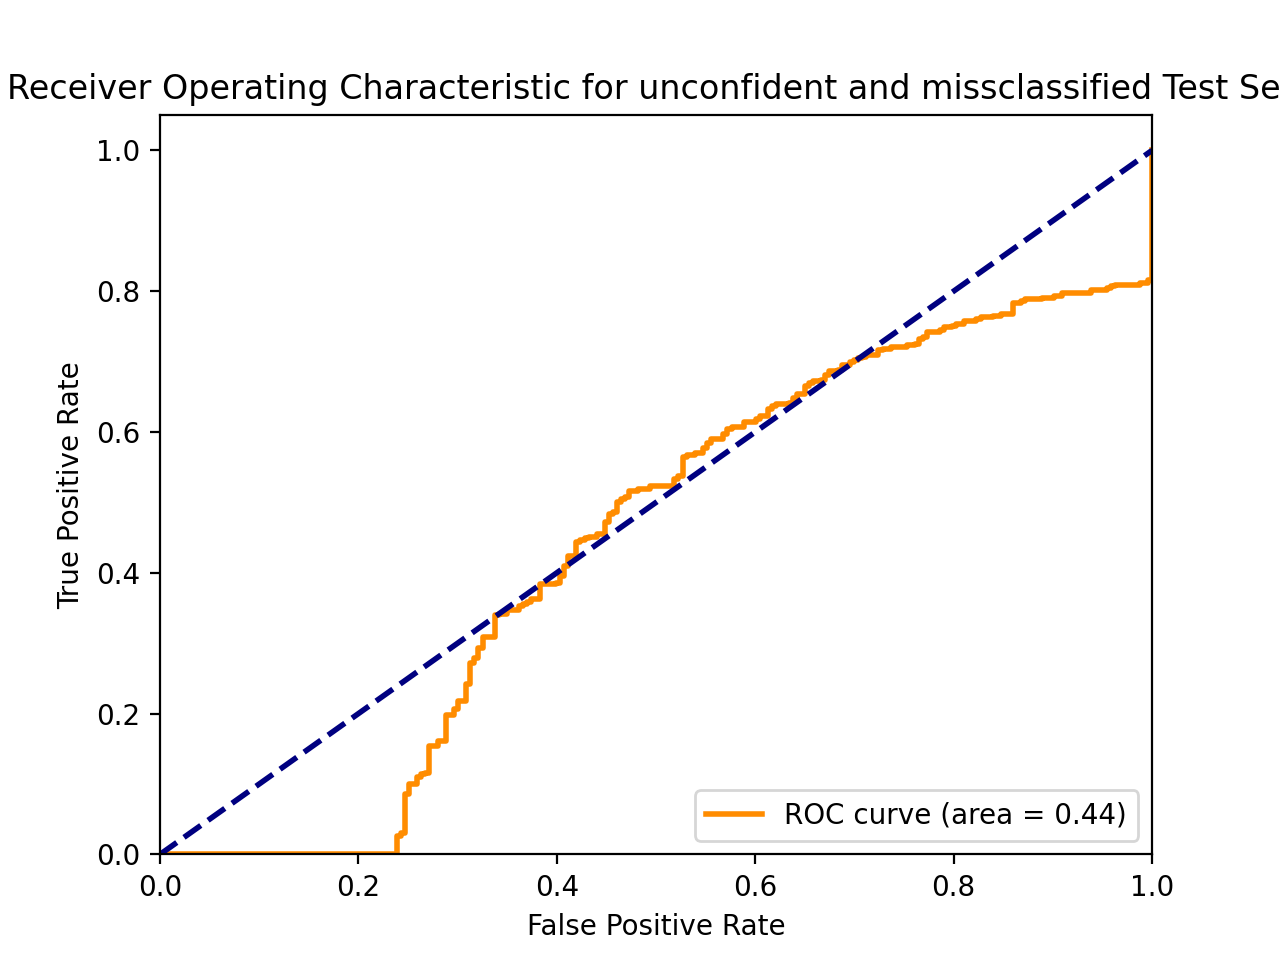 Receiver Operating Characteristic for unconfident and missclassified Test Se
1.0
0.8
0.6
0.4
0.2
0.0
True Positive Rate
ROC curve (area = 0.44)
0.0 0.2 0.4 0.6 0.8 1.0
False Positive Rate